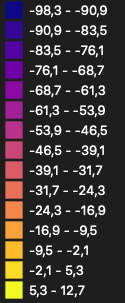 -98,3 - -90,9
-90,9 - -83,5
-83,5 - -76,1
-76,1 - -68,7
-68,7 - -61,3
-61,3 - -53,9
-53,9 - -46,5
-46,5 - -39,1
-39,1 - -31,7
-31,7 - -24,3
-24,3 - -16,9
-16,9 - -9,5
-9,5 - -2,1
-2,1 - 5,3
5,3 - 12,7